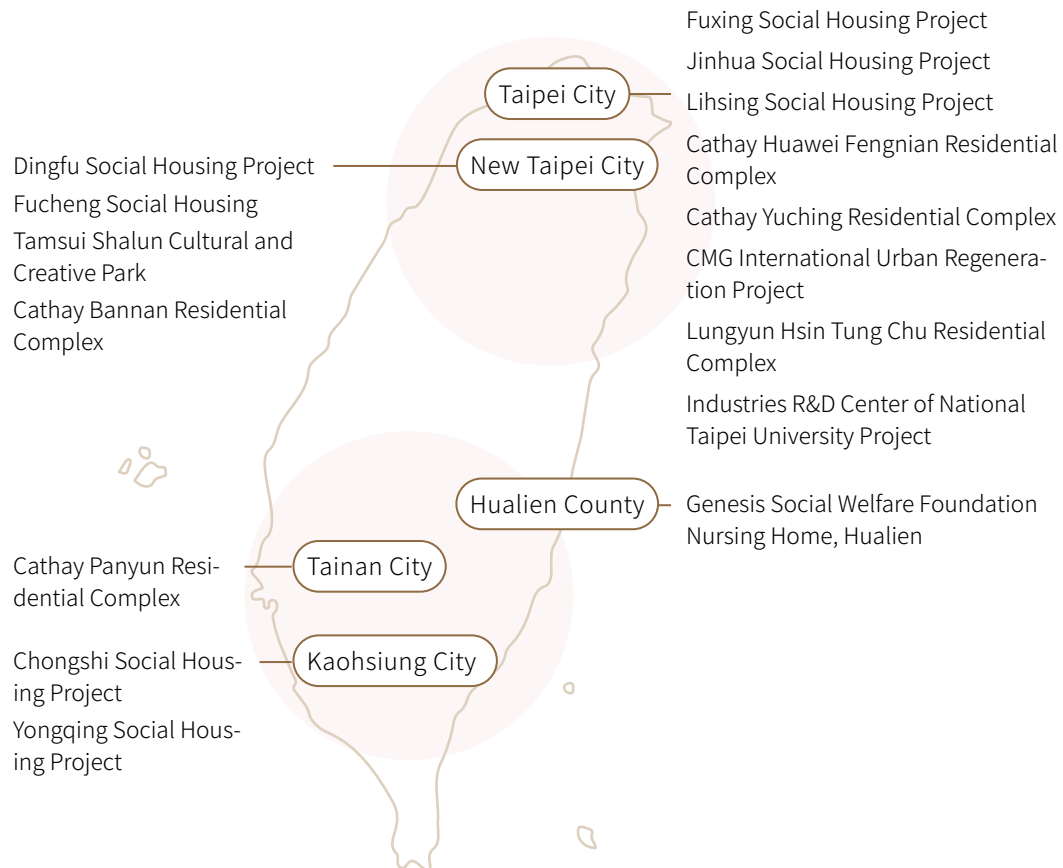 Taipei City
Fuxing Social Housing Project
Jinhua Social Housing Project
Lihsing Social Housing Project
Cathay Huawei Fengnian Residential
Complex
Cathay Yuching Residential Complex
CMG International Urban Regenera-
tion Project
Lungyun Hsin Tung Chu Residential
Complex
Industries R&D Center of National
Taipei University Project
New Taipei City
Dingfu Social Housing Project
Fucheng Social Housing
Tamsui Shalun Cultural and
Creative Park
Cathay Bannan Residential
Complex
Hualien County
Genesis Social Welfare Foundation
Nursing Home, Hualien
Tainan City
Cathay Panyun Resi-
dential Complex
Kaohsiung City
Chongshi Social Hous-
ing Project
Yongqing Social Hous-
ing Project